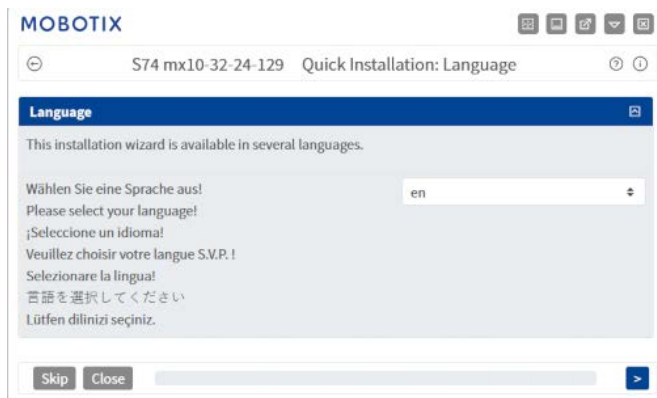 MOBOTIX
S74 mx10-32-24-129 Quick Installation: Language
Language
This installation wizard is available in several languages.
Wählen Sie eine Sprache aus!
en
Please select your language!
¡Seleccione un idioma!
Veuillez choisir votre langue S.V.P. !
Selezionare la lingua!
言語を選択してください
Lütfen dilinizi seçiniz.
Skip Close >